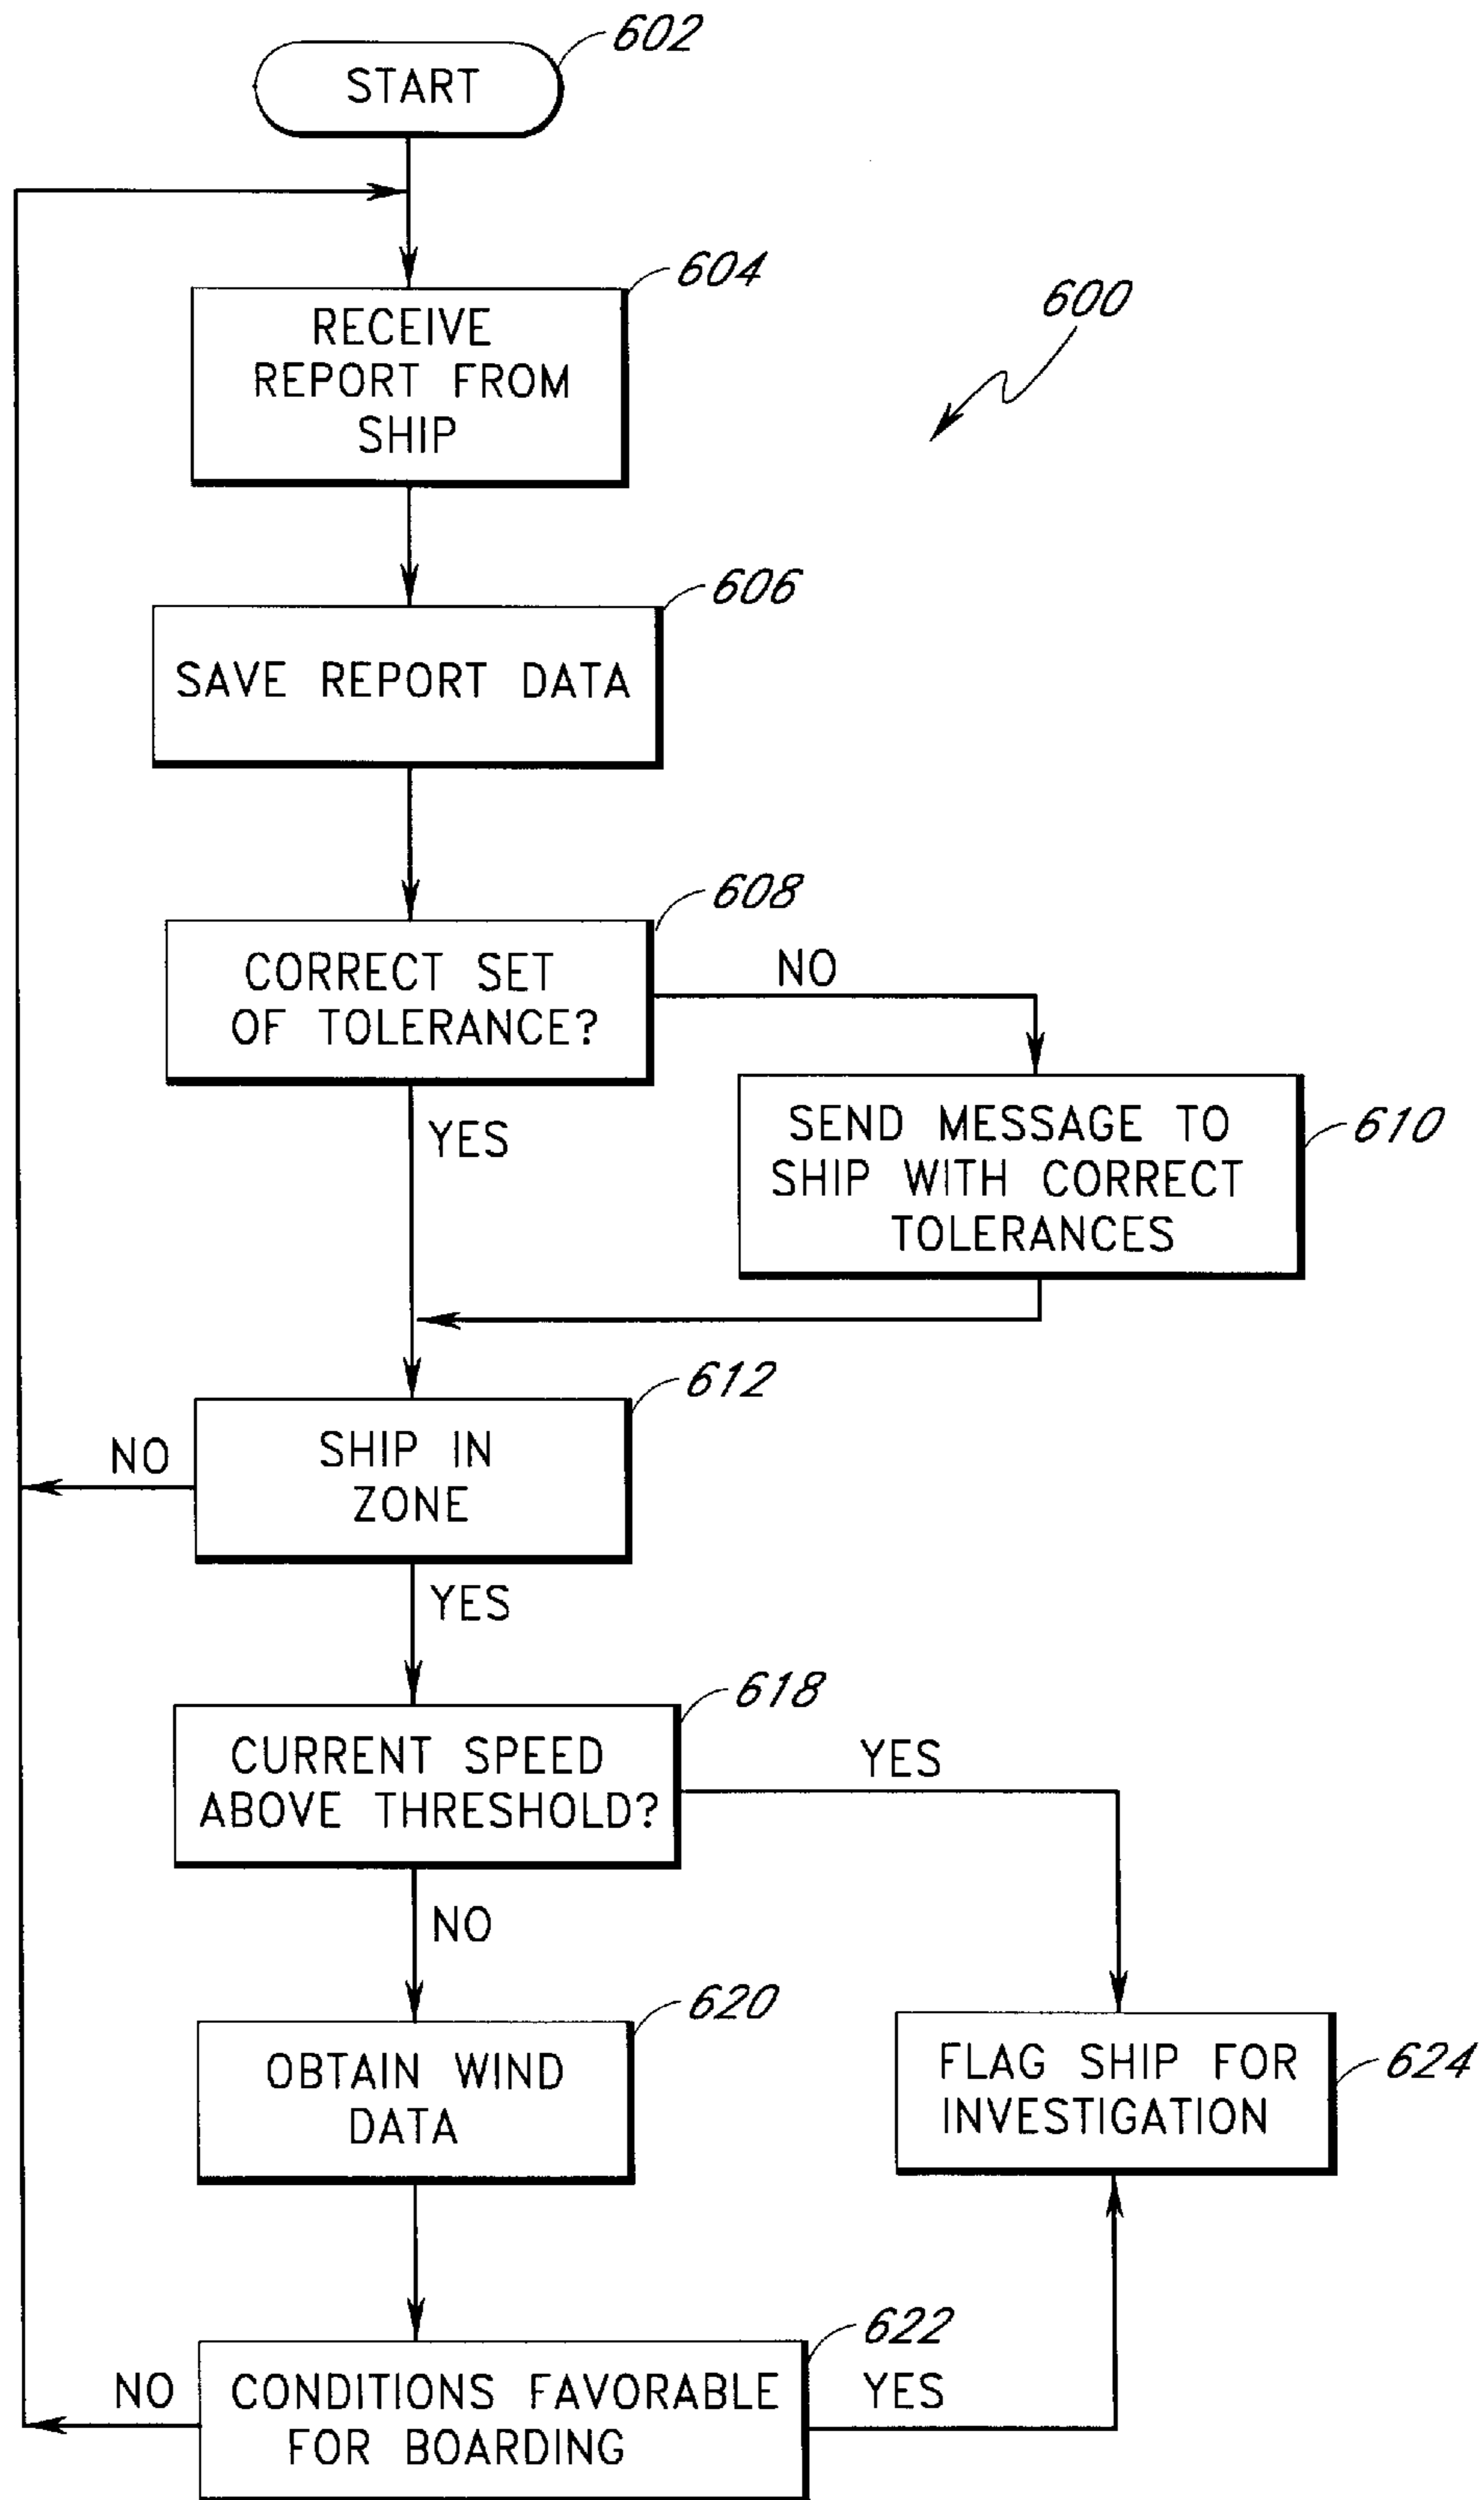 602
START
604
RECEIVE
REPORT FROM
SHIP
600
606
SAVE REPORT DATA
608
CORRECT SET
OF TOLERANCE?
NO
YES
SEND MESSAGE TO
SHIP WITH CORRECT
TOLERANCES
610
612
SHIP IN
ZONE
NO
YES
618
CURRENT SPEED
ABOVE THRESHOLD?
YES
NO
620
OBTAIN WIND
DATA
FLAG SHIP FOR
INVESTIGATION
624
622
CONDITIONS FAVORABLE
FOR BOARDING
NO
YES